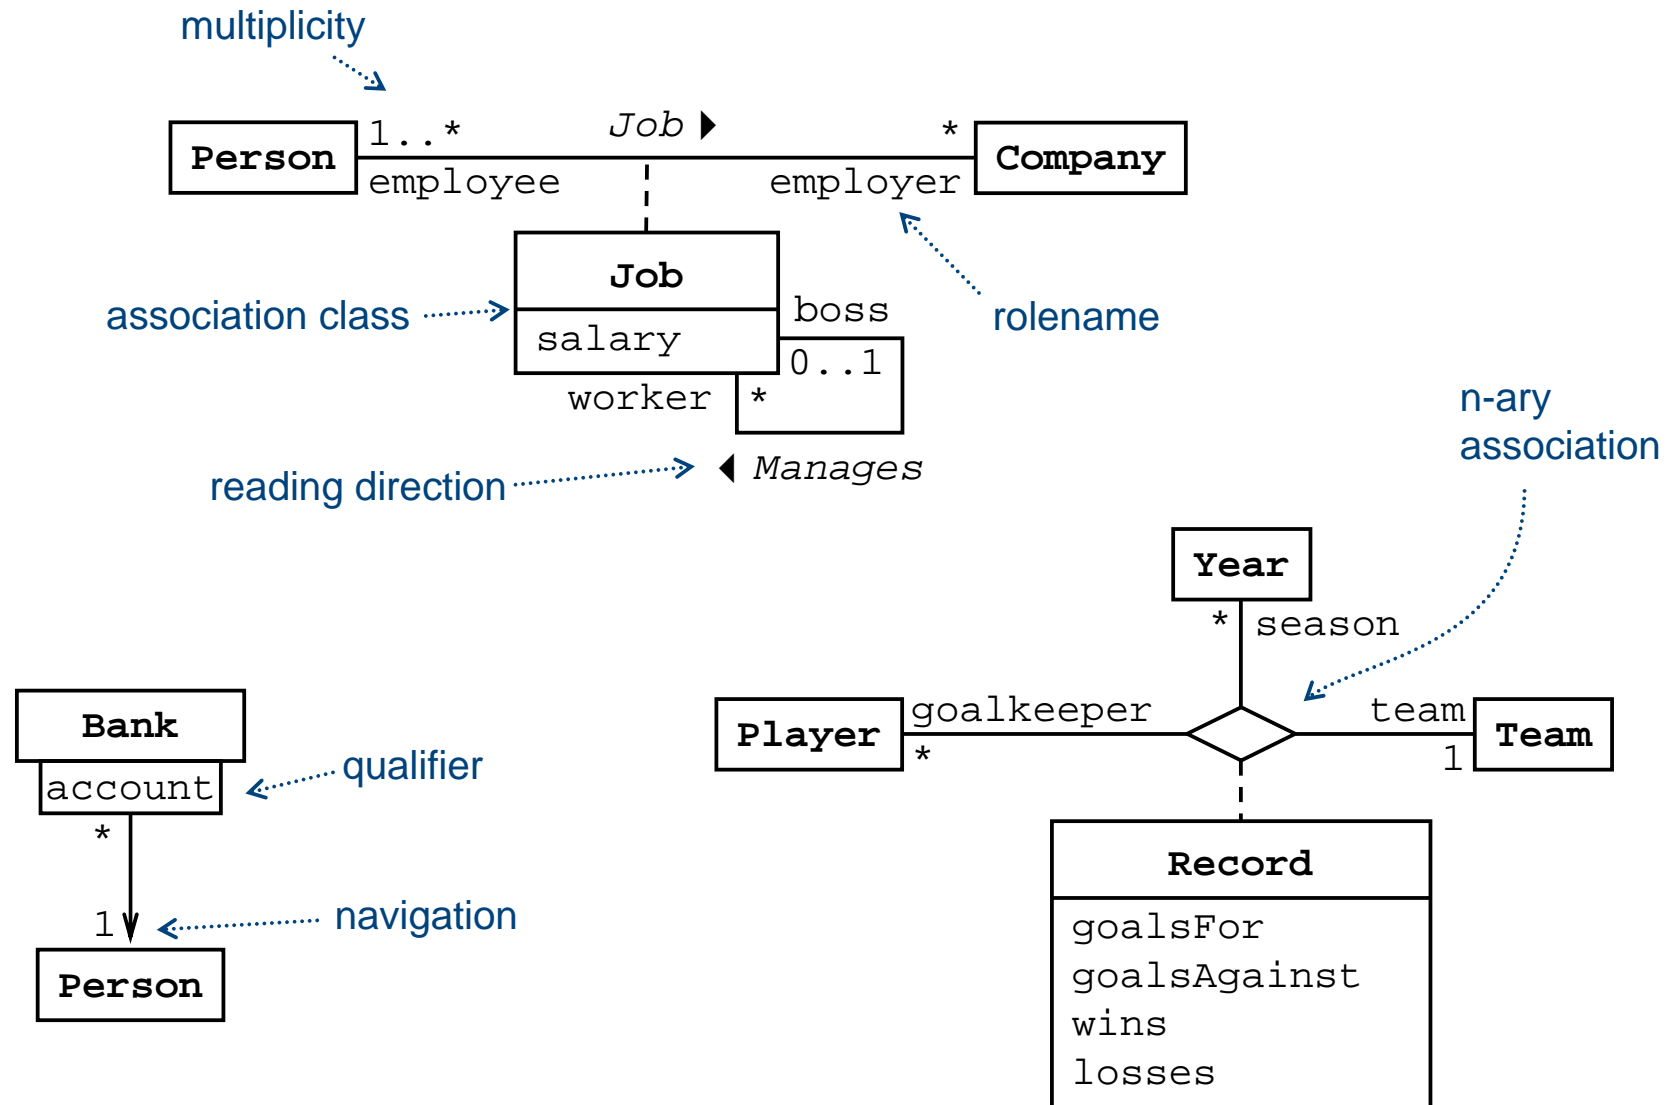 multiplicity
1..*
Job
*
Person
Company
employee
employer
Job
association class
boss
rolename
salary
0..1
worker
*
reading direction
Manages
n-ary
association
Year
*
season
Bank
account
qualifier
*
1
navigation
Person
Player
goalkeeper
*
team
1
Team
Record
goalsFor
goalsAgainst
wins
losses